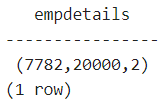 empdetails
---------------
(7782,20000,2)
(1 row)